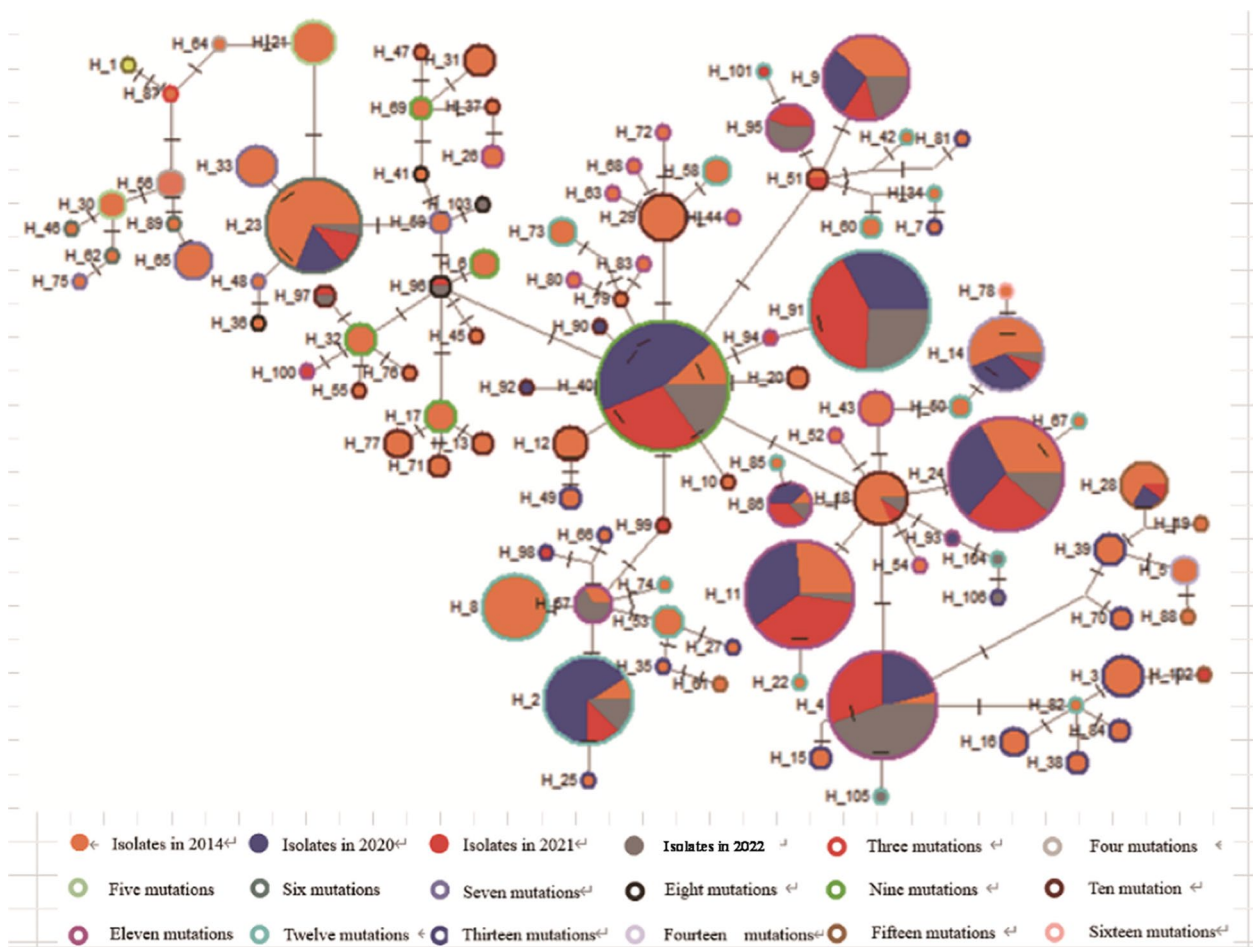 H_64
H_21
H_1
H_87
H_47
H_31
H_69
H_37
H_26
H_41
H_103
H_59
H_33
H_56
H_30
H_46
H_89
H_62
H_65
H_75
H_23
H_48
H_36
H_6
H_96
H_97
H_32
H_45
H_100
H_76
H_55
H_17
H_77
H_13
H_71
H_72
H_68
H_58
H_63
H_29
H_44
H_73
H_83
H_80
H_79
H_90
H_92
H_40
H_20
H_94
H_12
H_49
H_10
H_99
H_101
H_9
H_95
H_42
H_81
H_51
H_34
H_60
H_7
H_91
H_78
H_14
H_43
H_50
H_52
H_67
H_24
H_85
H_86
H_18
H_93
H_54
H_104
H_106
H_28
H_19
H_39
H_5
H_70
H_88
H_66
H_98
H_8
H_57
H_74
H_53
H_27
H_35
H_61
H_2
H_25
H_11
H_22
H_4
H_15
H_105
H_3
H_102
H_82
H_84
H_16
H_38
Isolates in 2014 Isolates in 2020 Isolates in 2021 Isolates in 2022 Three mutations Four mutations
Five mutations Six mutations Seven mutations Eight mutations Nine mutations Ten mutation
Eleven mutations Twelve mutations Thirteen mutations Fourteen mutations Fifteen mutations Sixteen mutations